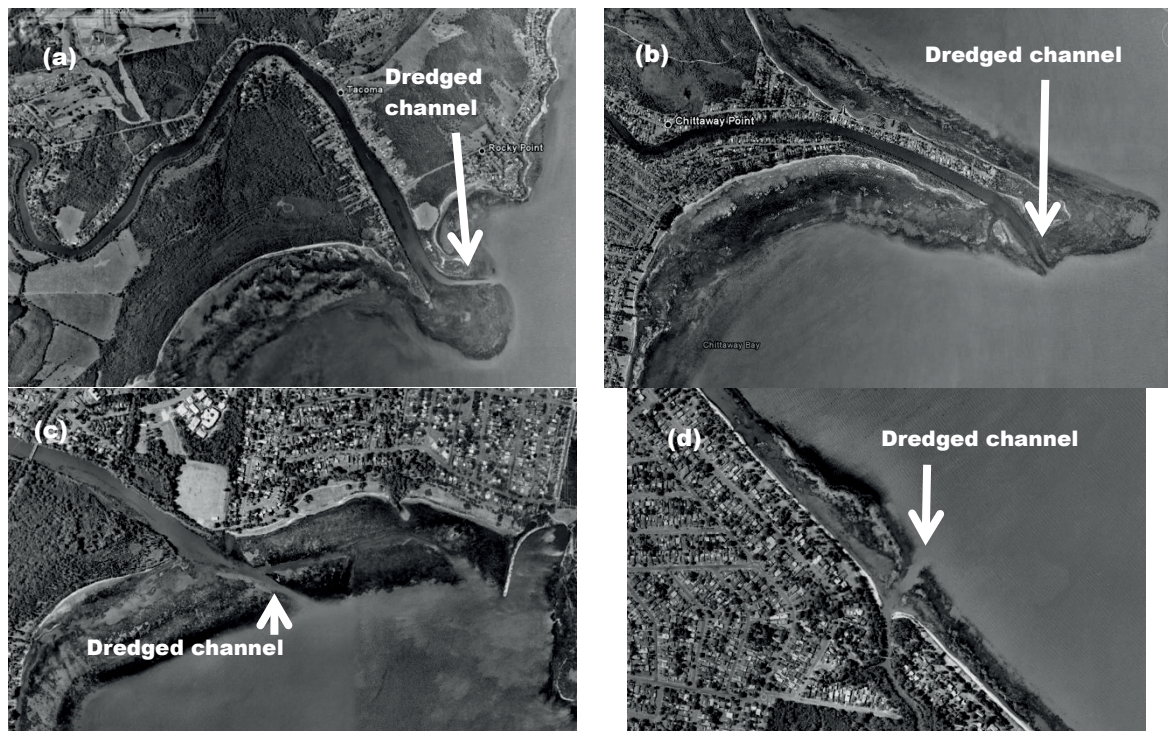 (a)
Dredged
channel
Tacoma
Rocky Point
(b)
Dredged channel
Chittaway Point
Chittaway Bay
(c)
Dredged channel
(d)
Dredged channel